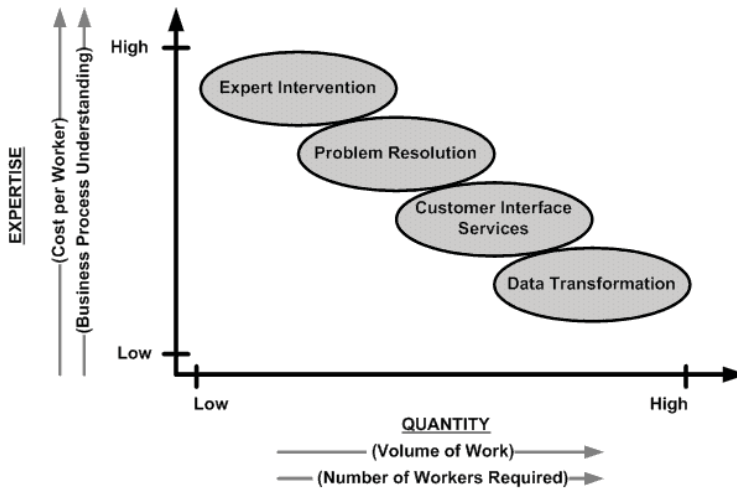 EXPERTISE
(Cost per Worker)
(Business Process Understanding)
High
Expert Intervention
Problem Resolution
Customer Interface
Services
Data Transformation
Low
Low
High
QUANTITY
(Volume of Work)
(Number of Workers Required)